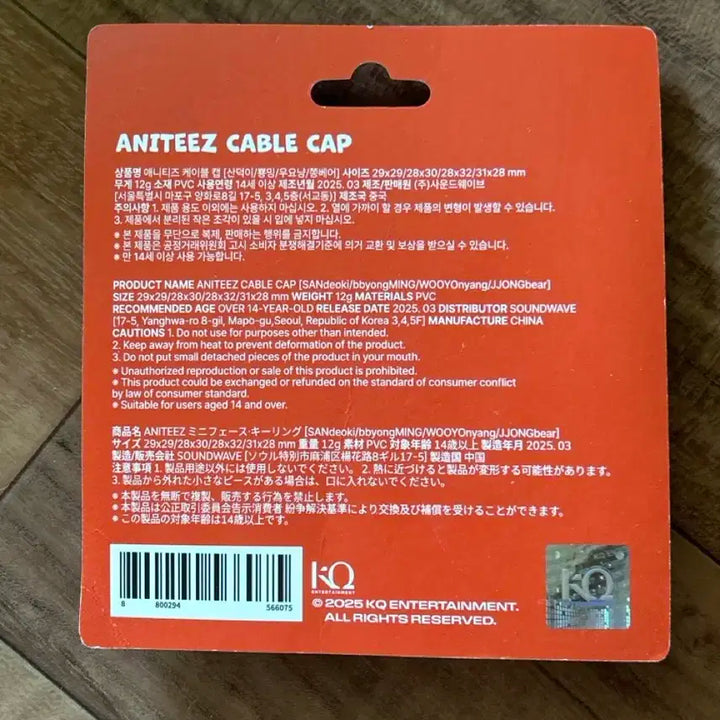 ANITEEZ CABLE CAP
상품명 애니티즈 케이블 캡 [산덕이/뿅밍/우요냥/쫑베어] 사이즈 29x29/28x30/28x32/31x28 mm
무게 12g 소재 PVC 사용연령 14세 이상 제조년월 2025. 03 제조/판매원 (주)사운드웨이브
[서울특별시 마포구 양화로8길 17-5, 3,4,5층(서교동)] 제조국 중국
주의사항 1. 제품 용도 이외에는 사용하지 마십시오. 2. 열에 가까이 할 경우 제품의 변형이 발생할 수 있습니다.
3. 제품에서 분리된 작은 조각이 있을 시 입에 넣지 마십시오.
※ 본 제품을 무단으로 복제, 판매하는 행위를 금지합니다.
※ 본 제품은 공정거래위원회 고시 소비자 분쟁해결기준에 의거 교환 및 보상을 받으실 수 있습니다.
※ 만 14세 이상 사용 가능합니다.
PRODUCT NAME ANITEEZ CABLE CAP [SANdeoki/bbyongMING/WOOYOnyang/JJONGbear]
SIZE 29x29/28x30/28x32/31x28 mm WEIGHT 12g MATERIALS PVC
RECOMMENDED AGE OVER 14-YEAR-OLD RELEASE DATE 2025. 03 DISTRIBUTOR SOUNDWAVE
[17-5, Yanghwa-ro 8-gil, Mapo-gu,Seoul, Republic of Korea 3,4,5F] MANUFACTURE CHINA
CAUTIONS 1. Do not use for purposes other than intended.
2. Keep away from heat to prevent deformation of the product.
3. Do not put small detached pieces of the product in your mouth.
※ Unauthorized reproduction or sale of this product is prohibited.
※ This product could be exchanged or refunded on the standard of consumer conflict
by law of consumer standard.
※ Suitable for users aged 14 and over.
商品名 ANITEEZ ミニフェース·キーリング [SANdeoki/bbyongMING/WOOYOnyang/JJONGbear]
サイズ 29x29/28x30/28x32/31x28 mm 重量 12g 素材 PVC 対象年齢 14歳以上 製造年月 2025. 03
製造/販売会社 SOUNDWAVE [ソウル特別市麻浦区楊花路8ギル17-5] 製造国 中国
注意事項 1. 製品用途以外には使用しないでください。 2. 熱に近づけると製品が変形する可能性があります。
3. 製品から外れた小さなピースがある場合は、口に入れないでください。
※ 本製品を無断で複製、販売する行為を禁止します。
※ 本製品は公正取引委員会告示消費者 紛争解決基準により交換及び補償を受けることができます。
※ この製品の対象年齢は14歳以上です。
8 800294 566075
KQ
ENTERTAINMENT
© 2025 KQ ENTERTAINMENT.
ALL RIGHTS RESERVED.
KQ